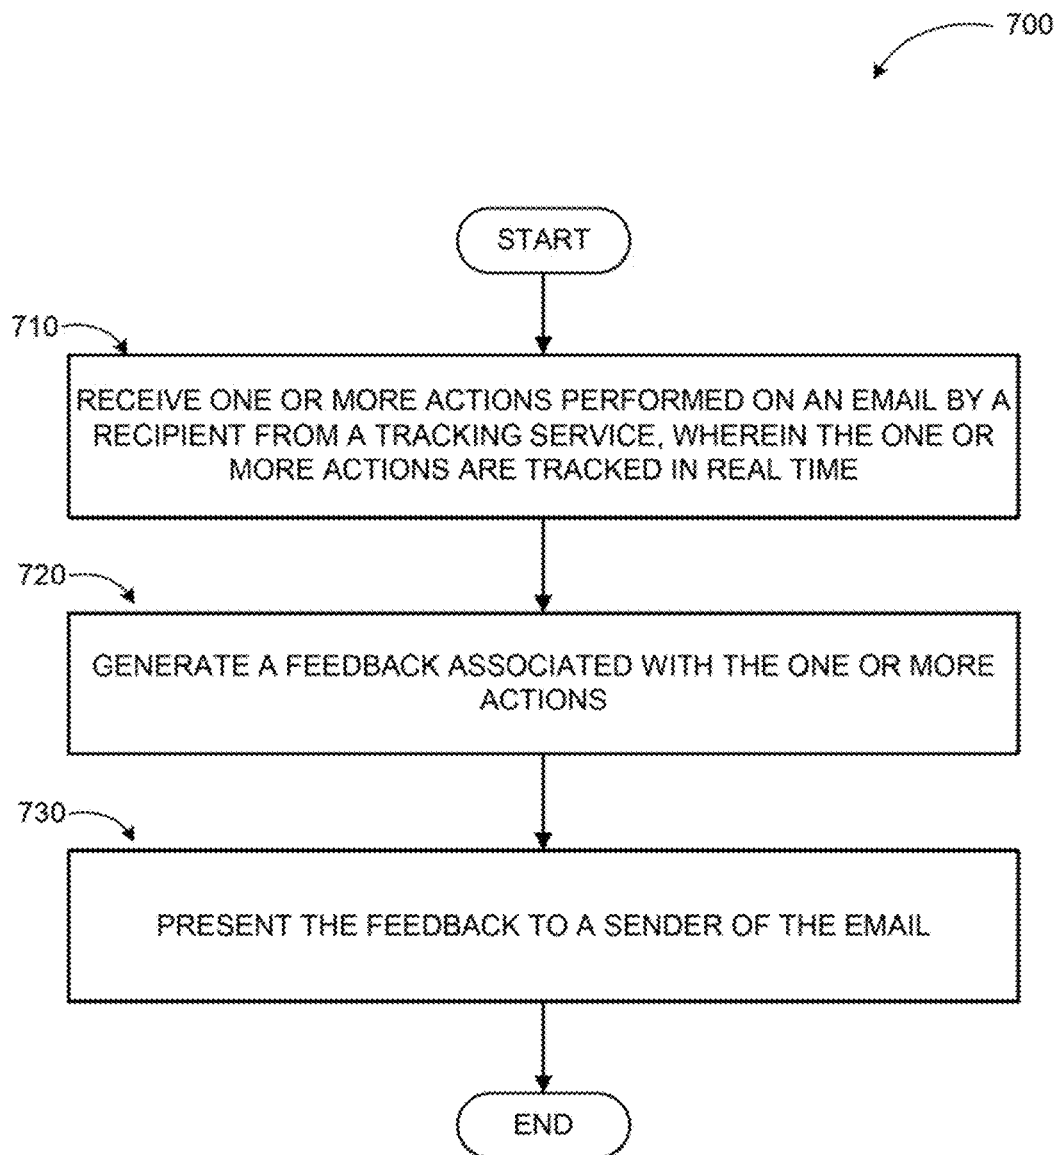 700
START
710
RECEIVE ONE OR MORE ACTIONS PERFORMED ON AN EMAIL BY A
RECIPIENT FROM A TRACKING SERVICE, WHEREIN THE ONE OR
MORE ACTIONS ARE TRACKED IN REAL TIME
720
GENERATE A FEEDBACK ASSOCIATED WITH THE ONE OR MORE
ACTIONS
730
PRESENT THE FEEDBACK TO A SENDER OF THE EMAIL
END